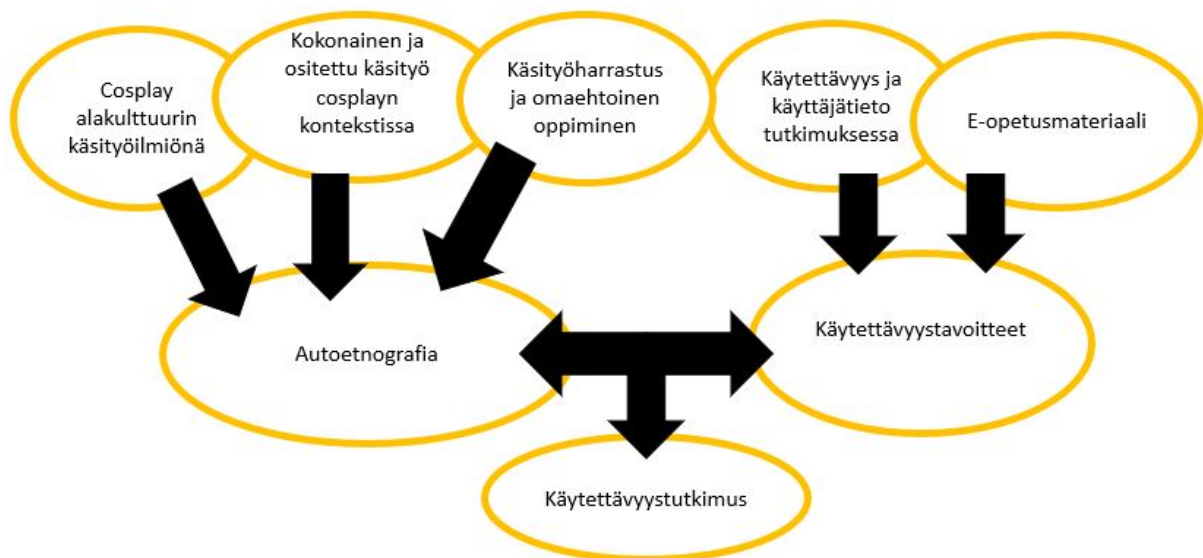 Cosplay
alakulttuurin
käsityöilmiönä
Kokonainen ja
ositettu käsityö
cosplayn
kontekstissa
Käsityöharrastus
ja omaehtoinen
oppiminen
Käytettävyys ja
käyttäjätieto
tutkimuksessa
E-opetusmateriaali
Autoetnografia
Käytettävyystavoitteet
Käytettävyystutkimus